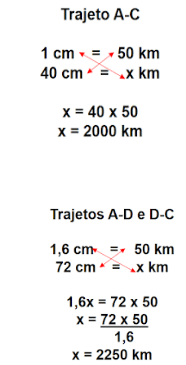 Trajeto A-C
1 cm = 50 km
40 cm = x km
x = 40 x 50
x = 2000 km
Trajetos A-D e D-C
1,6 cm = 50 km
72 cm = x km
1,6x = 72 x 50
x = 72 x 50
1,6
x = 2250 km